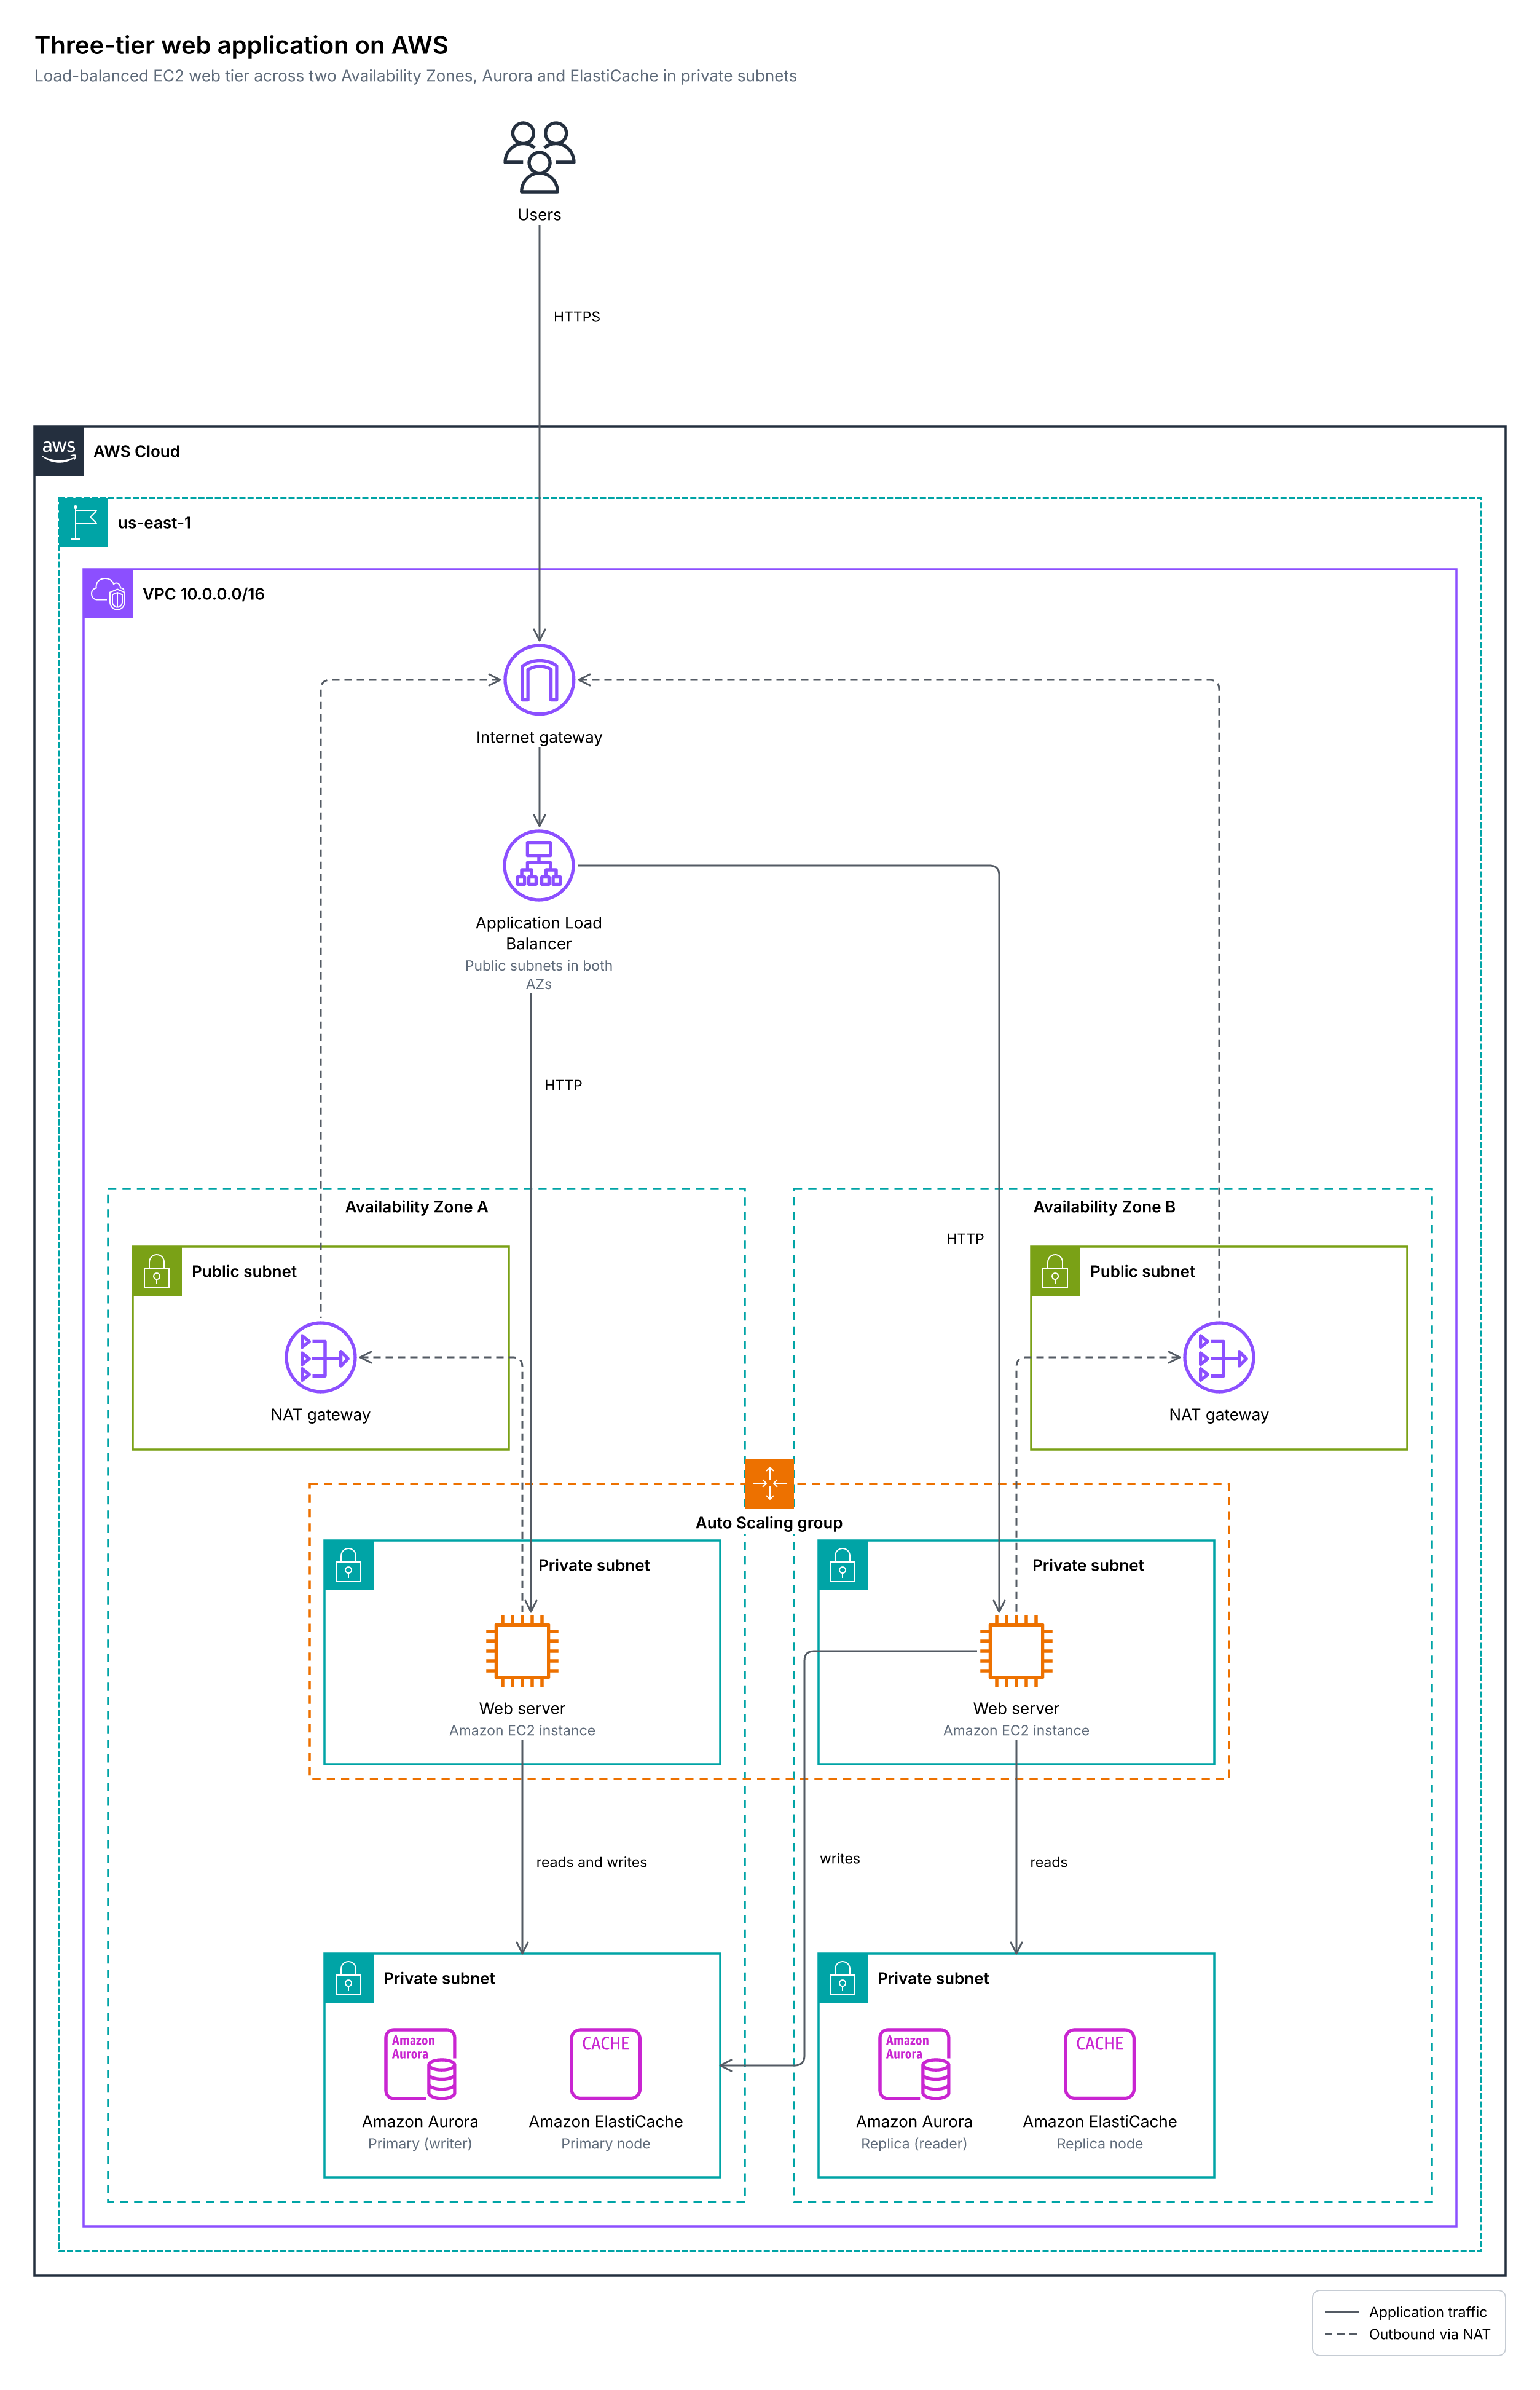 Three-tier web application on AWS
Load-balanced EC2 web tier across two Availability Zones, Aurora and ElastiCache in private subnets
Users
HTTPS
aws
AWS Cloud
us-east-1
VPC 10.0.0.0/16
Internet gateway
Application Load
Balancer
Public subnets in both
AZs
HTTP
Availability Zone A
Availability Zone B
HTTP
Public subnet
Public subnet
NAT gateway
NAT gateway
Auto Scaling group
Private subnet
Private subnet
Web server
Amazon EC2 instance
Web server
Amazon EC2 instance
reads and writes
writes
reads
Private subnet
Private subnet
Amazon
Aurora
CACHE
Amazon
Aurora
CACHE
Amazon Aurora
Primary (writer)
Amazon ElastiCache
Primary node
Amazon Aurora
Replica (reader)
Amazon ElastiCache
Replica node
Application traffic
Outbound via NAT